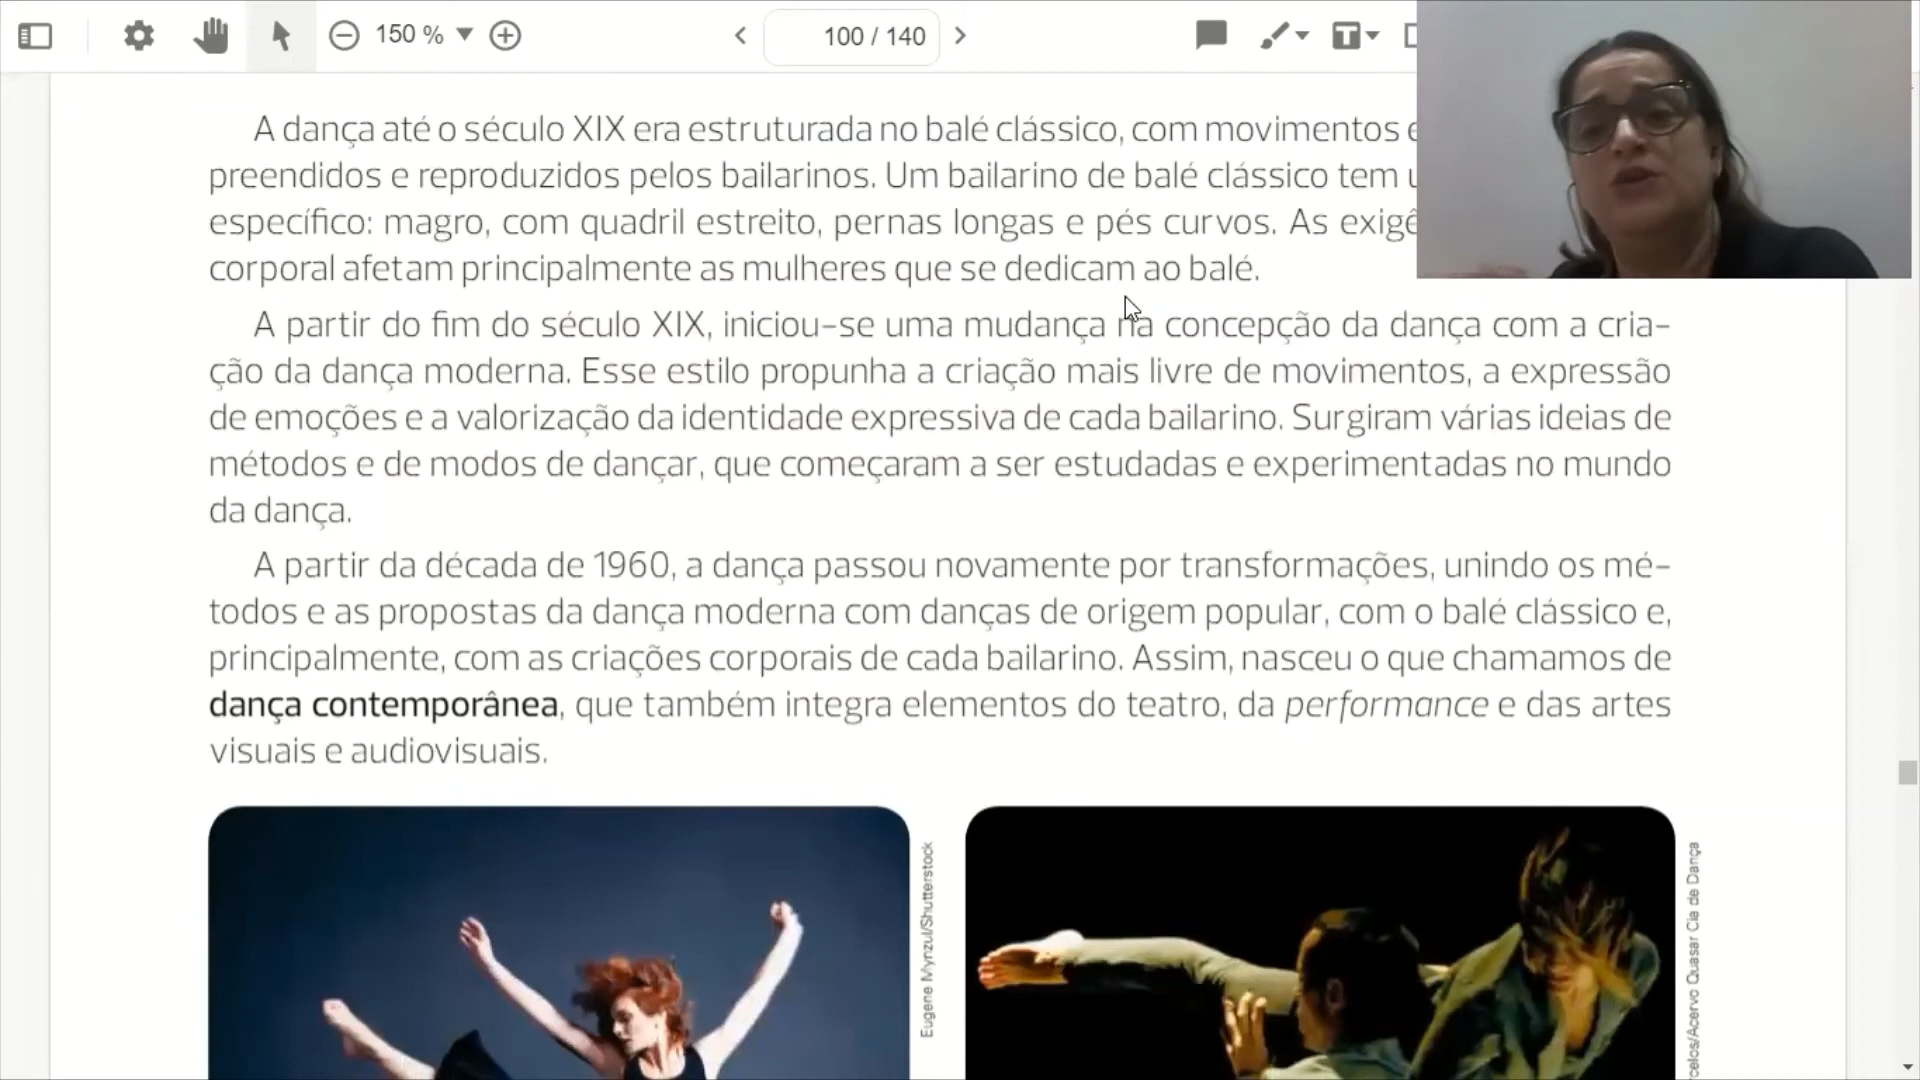 150 %
100 / 140
A dança até o século XIX era estruturada no balé clássico, com movimentos
preendidos e reproduzidos pelos bailarinos. Um bailarino de balé clássico tem
específico: magro, com quadril estreito, pernas longas e pés curvos. As
corporal afetam principalmente as mulheres que se dedicam ao balé.
A partir do fim do século XIX, iniciou-se uma mudança na concepção da dança com a cria-
ção da dança moderna. Esse estilo propunha a criação mais livre de movimentos, a expressão
de emoções e a valorização da identidade expressiva de cada bailarino. Surgiram várias ideias de
métodos e de modos de dançar, que começaram a ser estudadas e experimentadas no mundo
da dança.
A partir da década de 1960, a dança passou novamente por transformações, unindo os mé-
todos e as propostas da dança moderna com danças de origem popular, com o balé clássico e,
principalmente, com as criações corporais de cada bailarino. Assim, nasceu o que chamamos de
dança contemporânea, que também integra elementos do teatro, da performance e das artes
visuais e audiovisuais.
Eugene Mynzul/Shutterstock
Acervo Quasar Cia de Dança